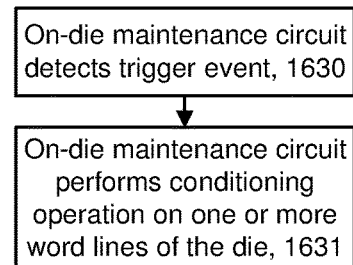 On-die maintenance circuit
detects trigger event, 1630
On-die maintenance circuit
performs conditioning
operation on one or more
word lines of the die, 1631